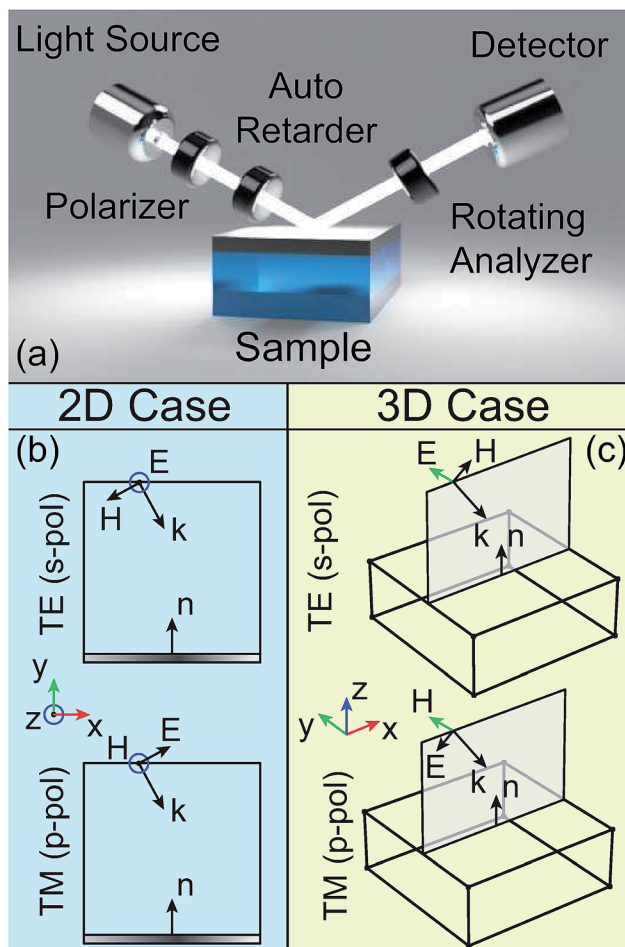 Light Source
Detector
Auto
Retarder
Polarizer
Rotating
Analyzer
Sample
(a)
2D Case
3D Case
(b)
E
H
k
n
TE (s-pol)
(c)
E
H
k
n
TE (s-pol)
y
z
x
H
E
k
n
TM (p-pol)
z
y
x
H
E
k
n
TM (p-pol)